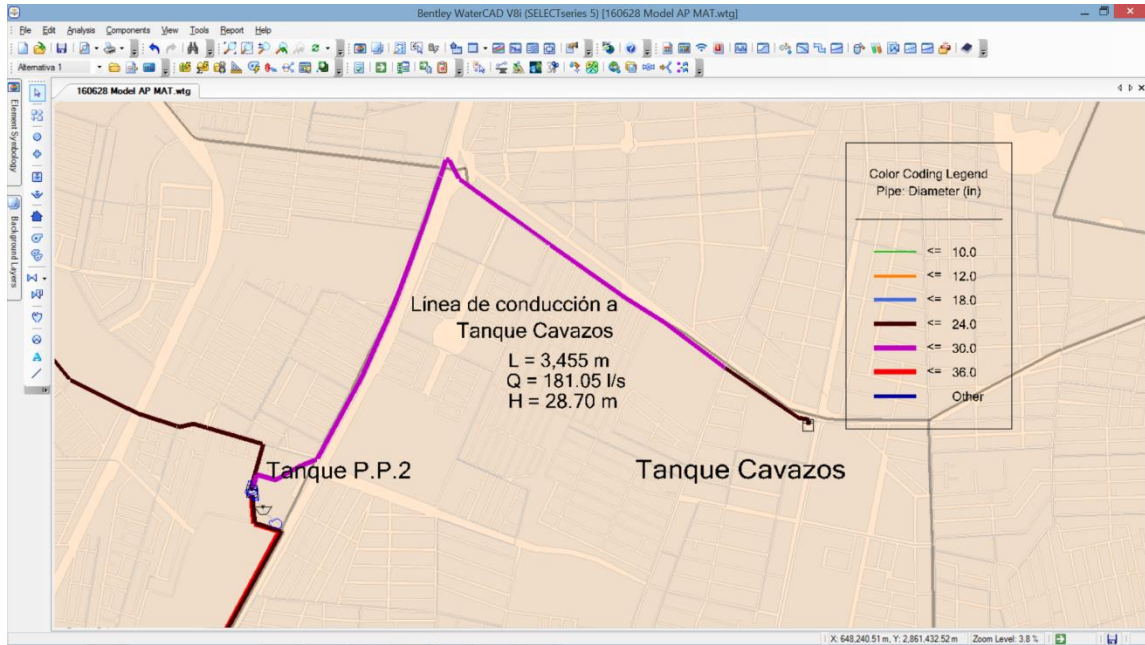 Bentley WaterCAD V8i (SELECTseries 5) [160628 Model AP MAT.wtg]
File Edit Analysis Components View Tools Report Help
Alternativa 1
160628 Model AP MAT.wtg
Element Symbology
Background Layers
Color Coding Legend
Pipe: Diameter (in)
<= 10.0
<= 12.0
<= 18.0
<= 24.0
<= 30.0
<= 36.0
Other
Línea de conducción a
Tanque Cavazos
L = 3,455 m
Q = 181.05 l/s
H = 28.70 m
Tanque P.P.2
Tanque Cavazos
X: 648,240.51 m, Y: 2,861,432.52 m Zoom Level: 3.8 %